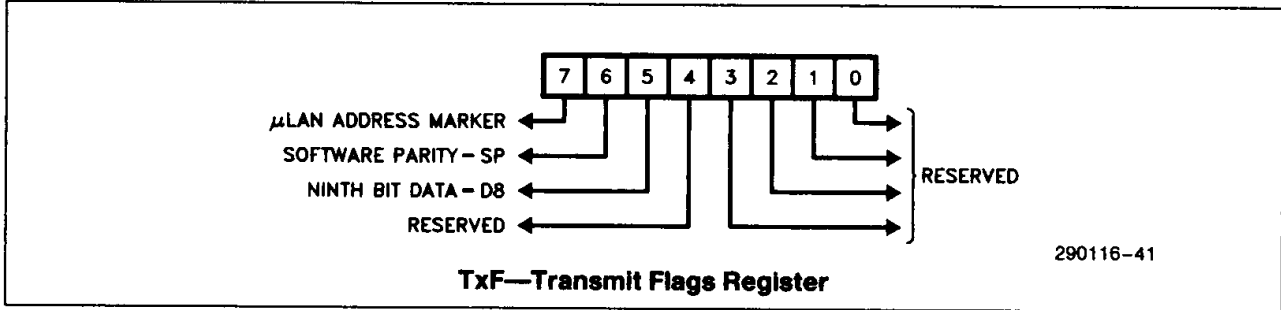 7 6 5 4 3 2 1 0
μLAN ADDRESS MARKER
SOFTWARE PARITY – SP
NINTH BIT DATA – D8
RESERVED
RESERVED
290116–41
TxF—Transmit Flags Register